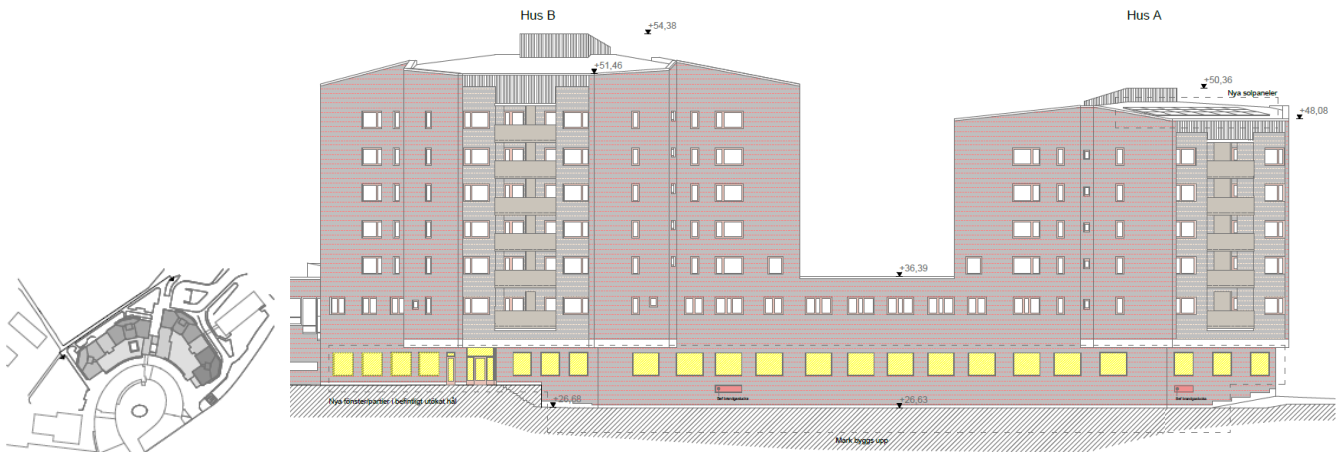 Hus B
Hus A
+54,38
+51,46
+50,36
Nya solpaneler
+48,08
+36,39
Nya fönsterpartier i befintligt utökat hål
+26,68
+26,63
Mark byggs upp